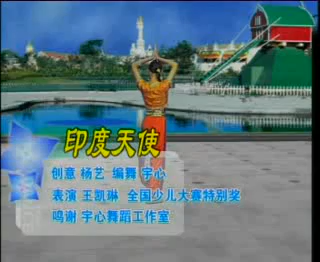 印度天使
创意 杨艺 编舞 宇心
表演 王凯琳 全国少儿大赛特别奖
鸣谢 宇心舞蹈工作室